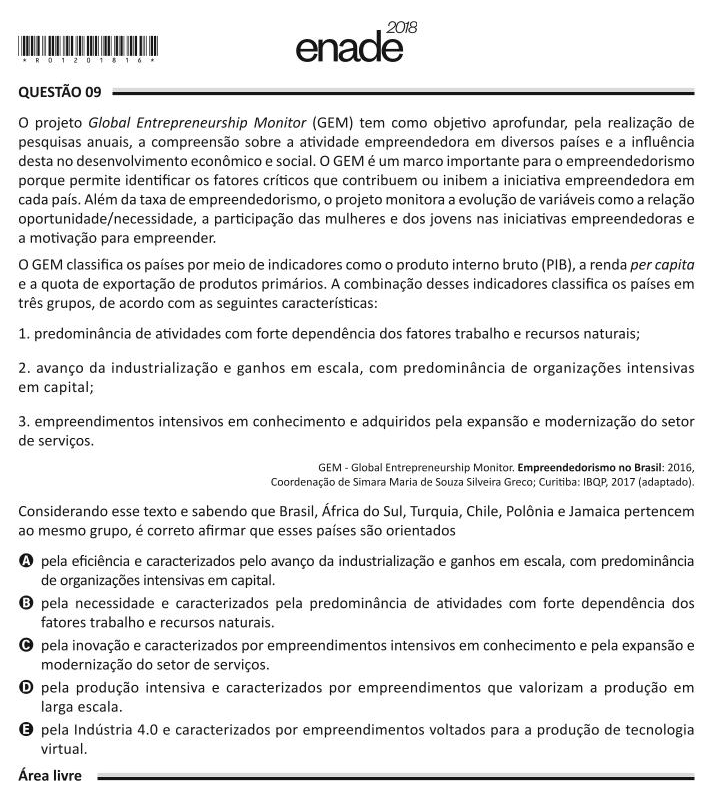 enade 2018
*R01201816*
QUESTÃO 09
O projeto Global Entrepreneurship Monitor (GEM) tem como objetivo aprofundar, pela realização de
pesquisas anuais, a compreensão sobre a atividade empreendedora em diversos países e a influência
desta no desenvolvimento econômico e social. O GEM é um marco importante para o empreendedorismo
porque permite identificar os fatores críticos que contribuem ou inibem a iniciativa empreendedora em
cada país. Além da taxa de empreendedorismo, o projeto monitora a evolução de variáveis como a relação
oportunidade/necessidade, a participação das mulheres e dos jovens nas iniciativas empreendedoras e
a motivação para empreender.
O GEM classifica os países por meio de indicadores como o produto interno bruto (PIB), a renda per capita
e a quota de exportação de produtos primários. A combinação desses indicadores classifica os países em
três grupos, de acordo com as seguintes características:
1. predominância de atividades com forte dependência dos fatores trabalho e recursos naturais;
2. avanço da industrialização e ganhos em escala, com predominância de organizações intensivas
em capital;
3. empreendimentos intensivos em conhecimento e adquiridos pela expansão e modernização do setor
de serviços.
GEM - Global Entrepreneurship Monitor. Empreendedorismo no Brasil: 2016,
Coordenação de Simara Maria de Souza Silveira Greco; Curitiba: IBQP, 2017 (adaptado).
Considerando esse texto e sabendo que Brasil, África do Sul, Turquia, Chile, Polônia e Jamaica pertencem
ao mesmo grupo, é correto afirmar que esses países são orientados
A pela eficiência e caracterizados pelo avanço da industrialização e ganhos em escala, com predominância
de organizações intensivas em capital.
B pela necessidade e caracterizados pela predominância de atividades com forte dependência dos
fatores trabalho e recursos naturais.
C pela inovação e caracterizados por empreendimentos intensivos em conhecimento e pela expansão e
modernização do setor de serviços.
D pela produção intensiva e caracterizados por empreendimentos que valorizam a produção em
larga escala.
E pela Indústria 4.0 e caracterizados por empreendimentos voltados para a produção de tecnologia
virtual.
Área livre